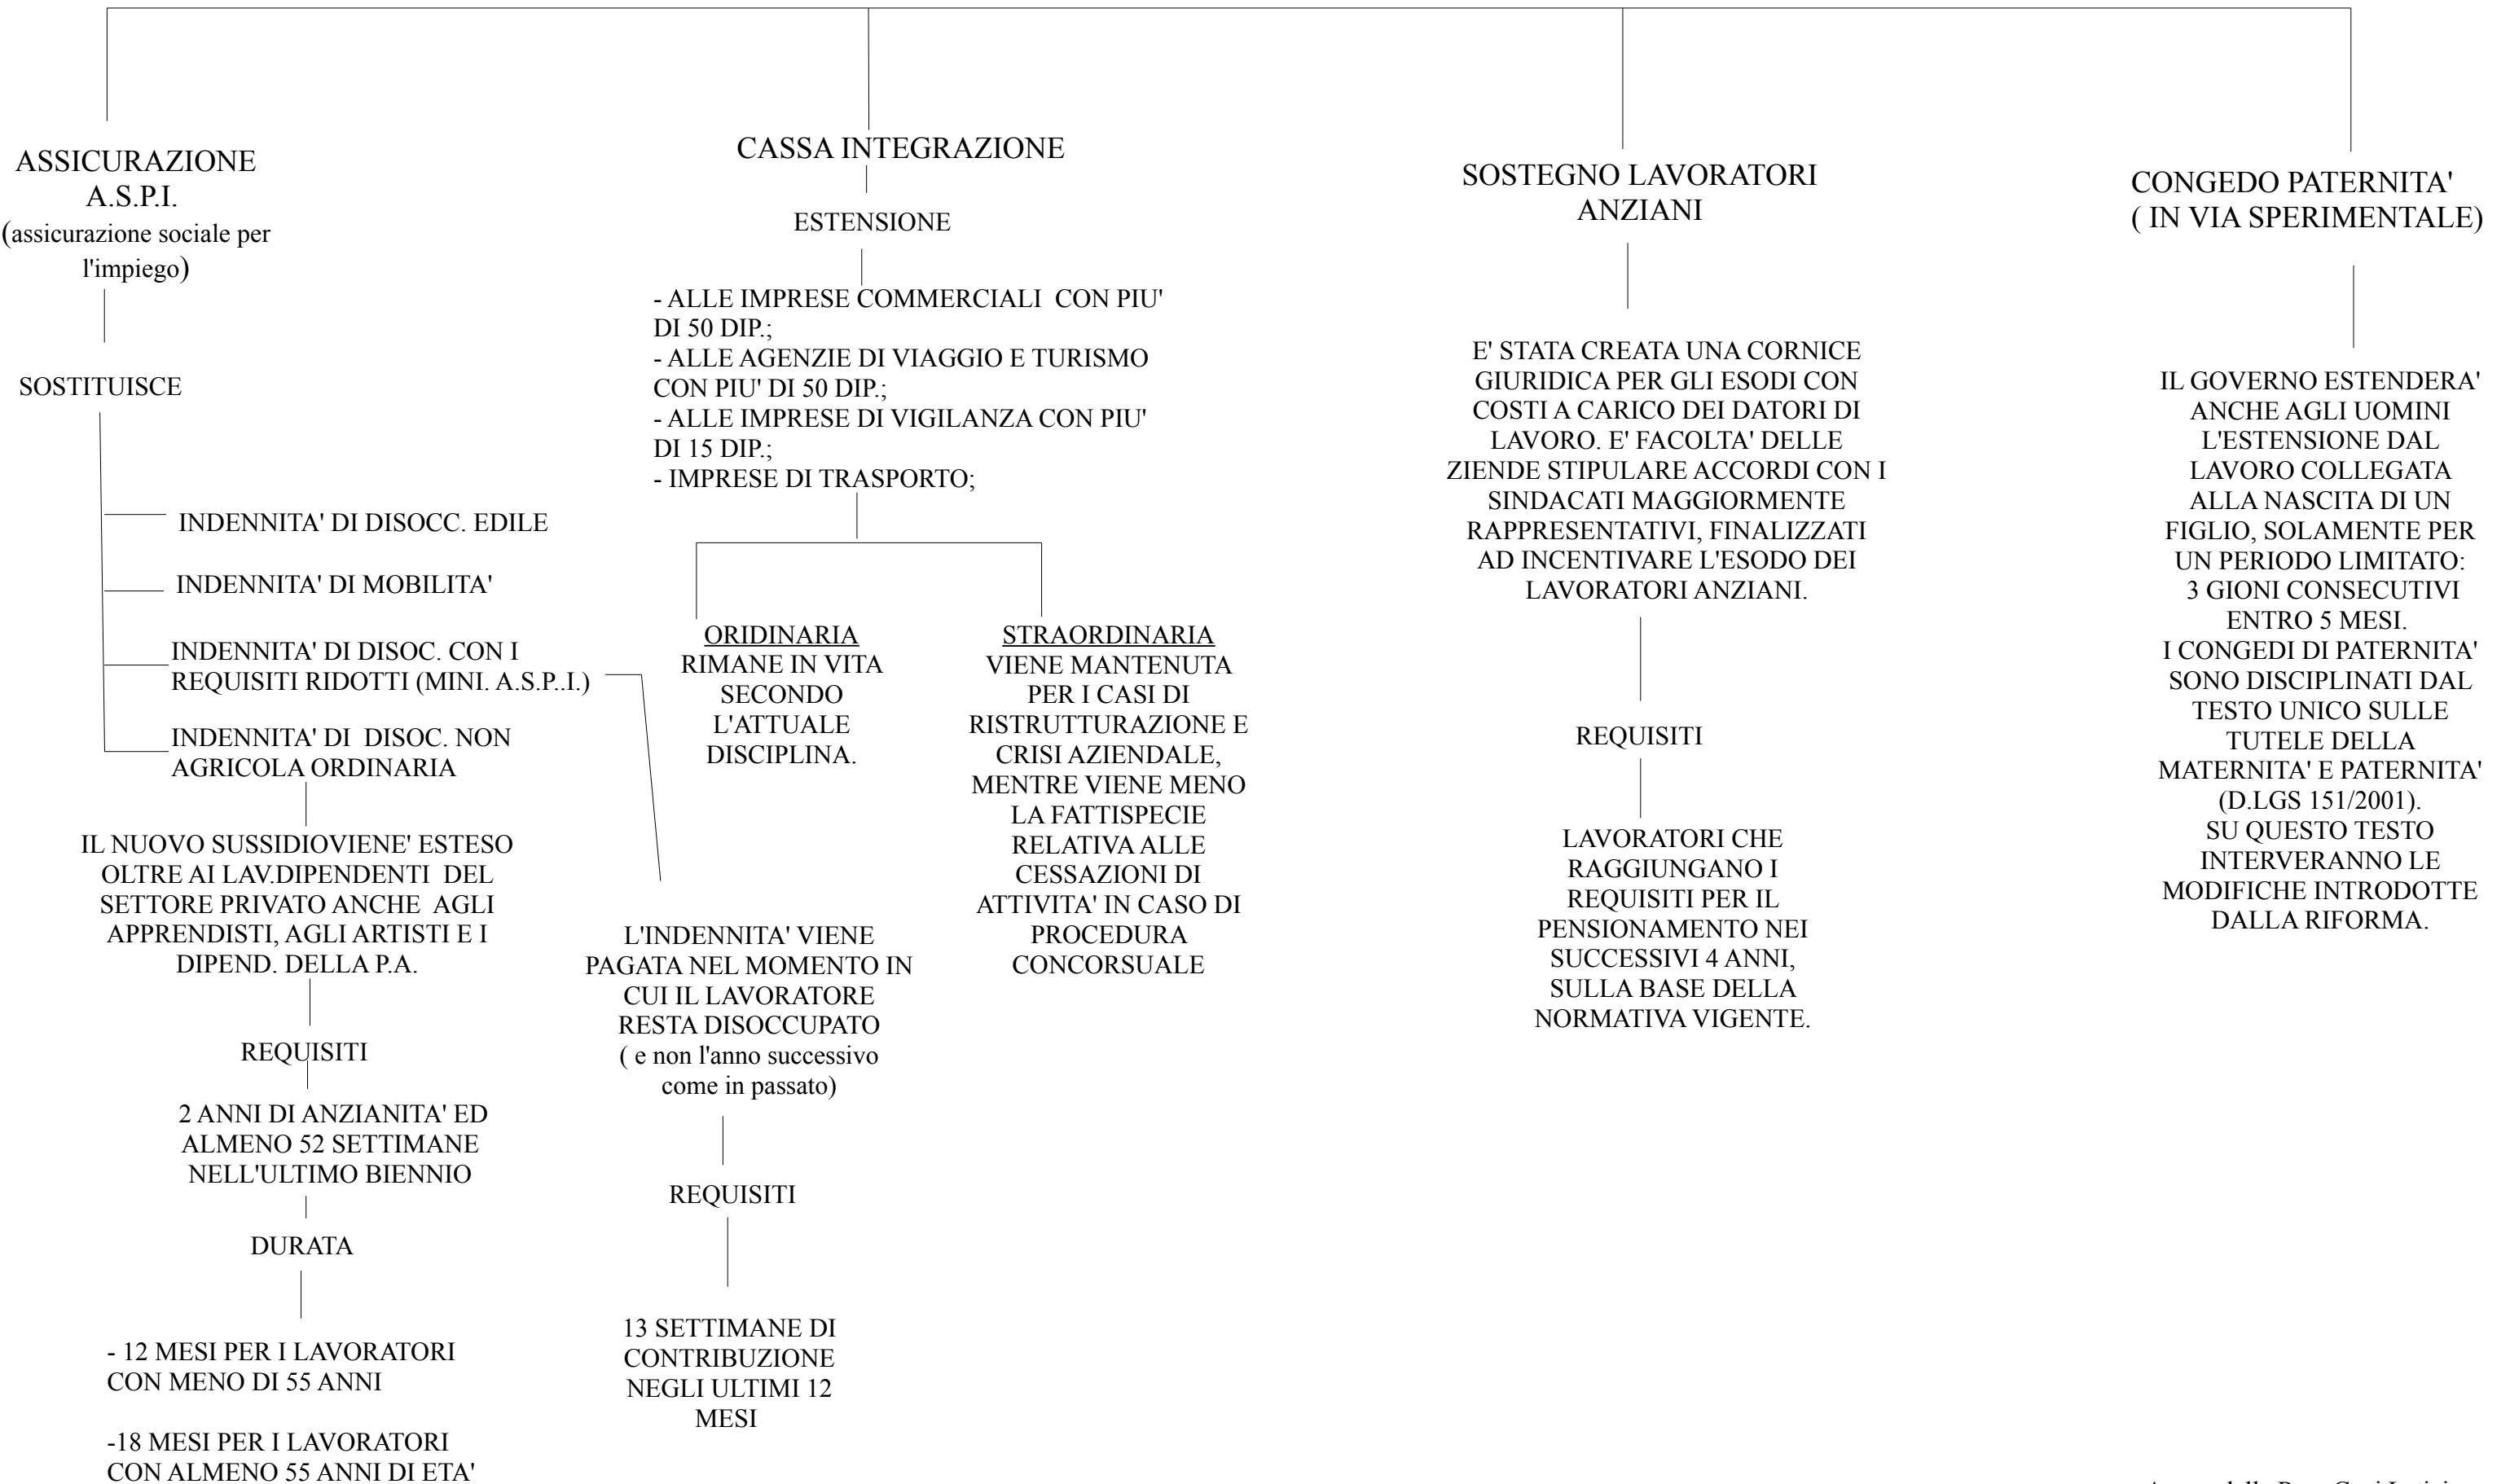 ASSICURAZIONE
A.S.P.I.
(assicurazione sociale per
l'impiego)
SOSTITUISCE
INDENNITA' DI DISOCC. EDILE
INDENNITA' DI MOBILITA'
INDENNITA' DI DISOC. CON I
REQUISITI RIDOTTI (MINI. A.S.P..I.)
INDENNITA' DI  DISOC. NON
AGRICOLA ORDINARIA
IL NUOVO SUSSIDIOVIENE' ESTESO
OLTRE AI LAV.DIPENDENTI  DEL
SETTORE PRIVATO ANCHE  AGLI
APPRENDISTI, AGLI ARTISTI E I
DIPEND. DELLA P.A.
REQUISITI
2 ANNI DI ANZIANITA' ED
ALMENO 52 SETTIMANE
NELL'ULTIMO BIENNIO
DURATA
- 12 MESI PER I LAVORATORI
CON MENO DI 55 ANNI
-18 MESI PER I LAVORATORI
CON ALMENO 55 ANNI DI ETA'
L'INDENNITA' VIENE
PAGATA NEL MOMENTO IN
CUI IL LAVORATORE
RESTA DISOCCUPATO
( e non l'anno successivo
come in passato)
REQUISITI
13 SETTIMANE DI
CONTRIBUZIONE
NEGLI ULTIMI 12
MESI
CASSA INTEGRAZIONE
ESTENSIONE
- ALLE IMPRESE COMMERCIALI  CON PIU'
DI 50 DIP.;
- ALLE AGENZIE DI VIAGGIO E TURISMO
CON PIU' DI 50 DIP.;
- ALLE IMPRESE DI VIGILANZA CON PIU'
DI 15 DIP.;
- IMPRESE DI TRASPORTO;
ORIDINARIA
RIMANE IN VITA
SECONDO
L'ATTUALE
DISCIPLINA.
STRAORDINARIA
VIENE MANTENUTA
PER I CASI DI
RISTRUTTURAZIONE E
CRISI AZIENDALE,
MENTRE VIENE MENO
LA FATTISPECIE
RELATIVA ALLE
CESSAZIONI DI
ATTIVITA' IN CASO DI
PROCEDURA
CONCORSUALE
SOSTEGNO LAVORATORI
ANZIANI
E' STATA CREATA UNA CORNICE
GIURIDICA PER GLI ESODI CON
COSTI A CARICO DEI DATORI DI
LAVORO. E' FACOLTA' DELLE
ZIENDE STIPULARE ACCORDI CON I
SINDACATI MAGGIORMENTE
RAPPRESENTATIVI, FINALIZZATI
AD INCENTIVARE L'ESODO DEI
LAVORATORI ANZIANI.
REQUISITI
LAVORATORI CHE
RAGGIUNGANO I
REQUISITI PER IL
PENSIONAMENTO NEI
SUCCESSIVI 4 ANNI,
SULLA BASE DELLA
NORMATIVA VIGENTE.
CONGEDO PATERNITA'
( IN VIA SPERIMENTALE)
IL GOVERNO ESTENDERA'
ANCHE AGLI UOMINI
L'ESTENSIONE DAL
LAVORO COLLEGATA
ALLA NASCITA DI UN
FIGLIO, SOLAMENTE PER
UN PERIODO LIMITATO:
3 GIONI CONSECUTIVI
ENTRO 5 MESI.
I CONGEDI DI PATERNITA'
SONO DISCIPLINATI DAL
TESTO UNICO SULLE
TUTELE DELLA
MATERNITA' E PATERNITA'
(D.LGS 151/2001).
SU QUESTO TESTO
INTERVERANNO LE
MODIFICHE INTRODOTTE
DALLA RIFORMA.